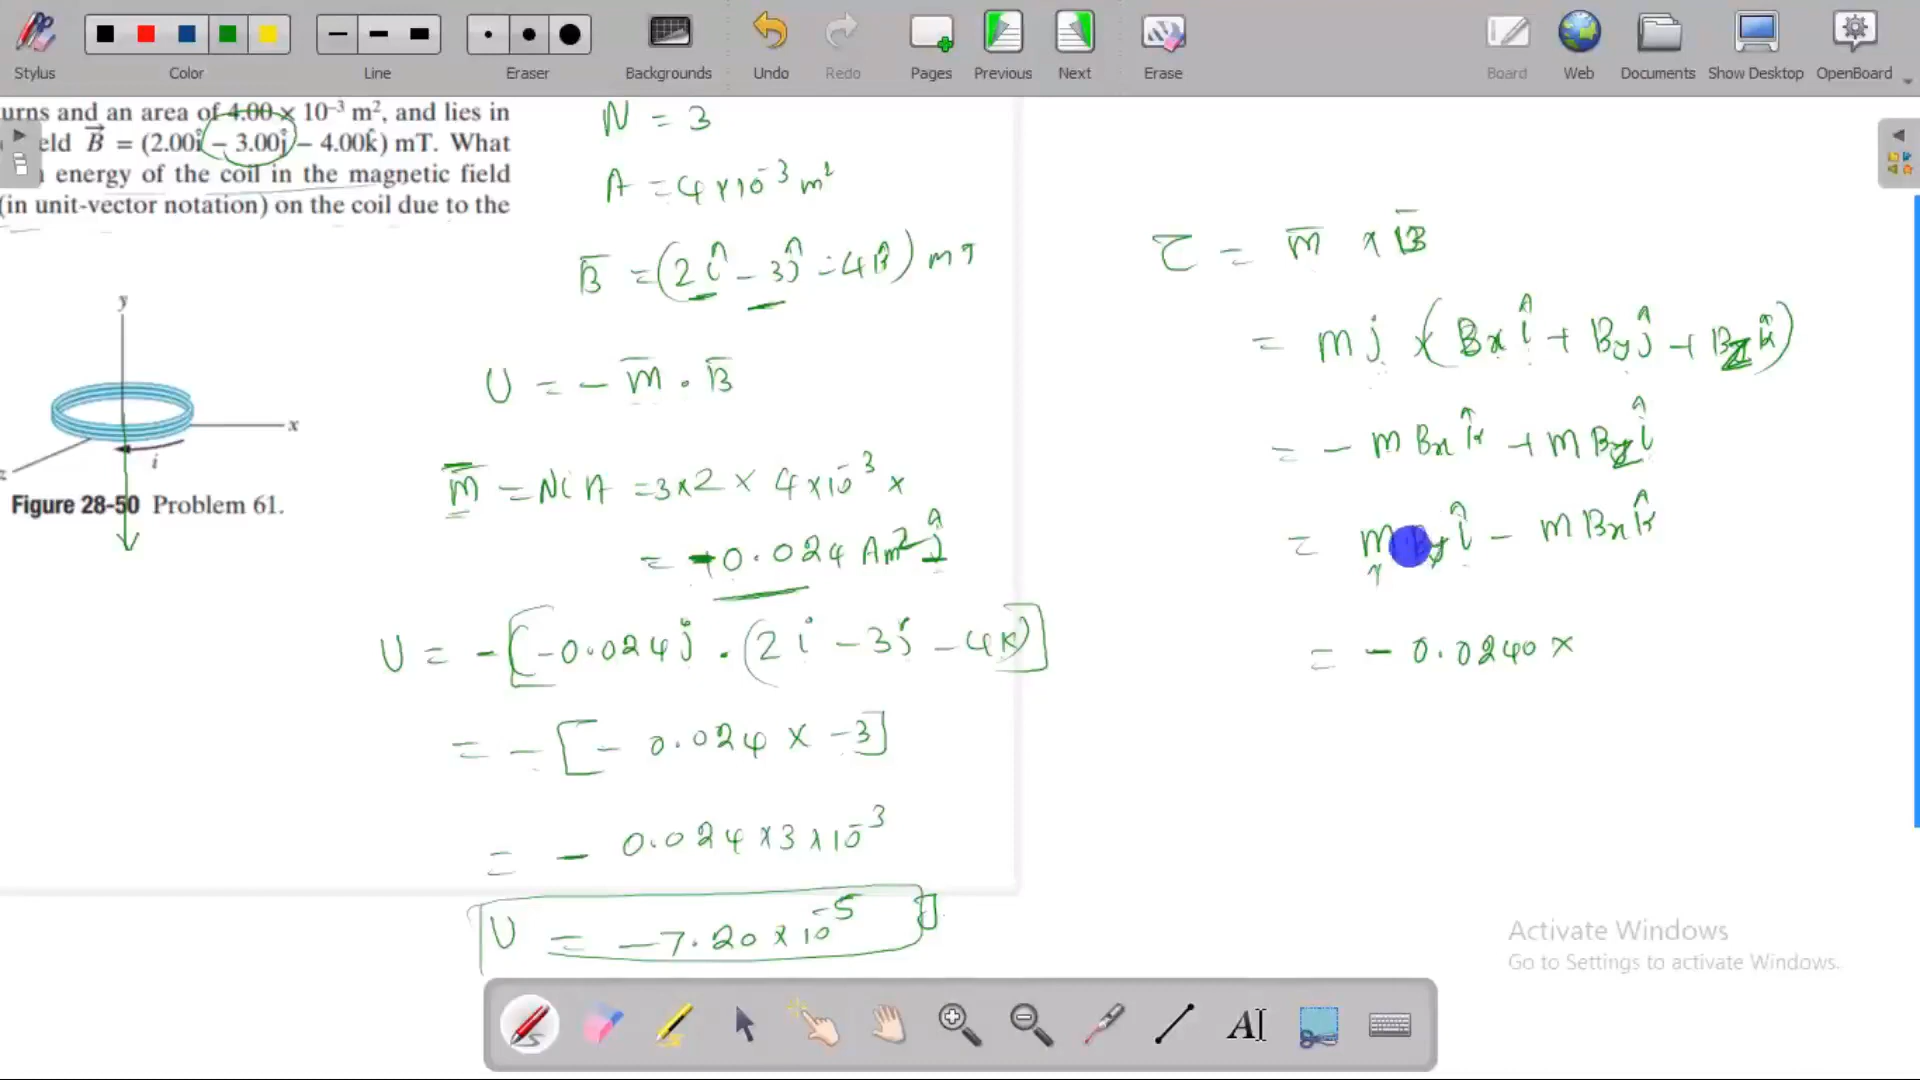 Stylus
Color
Line
Eraser
Backgrounds
Undo
Redo
Pages
Previous
Next
Erase
Board
Web
Documents
Show Desktop
OpenBoard
urns and an area of 4.00 × 10⁻³ m², and lies in
eld B⃗ = (2.00î − 3.00ĵ − 4.00k̂) mT. What
energy of the coil in the magnetic field
(in unit-vector notation) on the coil due to the
y
x
i
Figure 28-50 Problem 61.
N = 3
A = 4×10⁻³ m²
B̅ = (2î − 3ĵ − 4k̂) mT
U = − m̅ . B̅
m̅ = NiA = 3×2 × 4×10⁻³ ×
= -0.024 Am² ĵ
U = -[-0.024j . (2i − 3j − 4k)]
= -[- 0.024 × -3]
= - 0.024 ×3 ×10⁻³
U = -7.20×10⁻⁵ J
τ = m̅ × B̅
= mj × (Bx î + By ĵ + Bz k̂)
= - m Bx k̂ + m Bz î
= m î - m Bx k̂
= - 0.0240 ×
Activate Windows
Go to Settings to activate Windows.
A